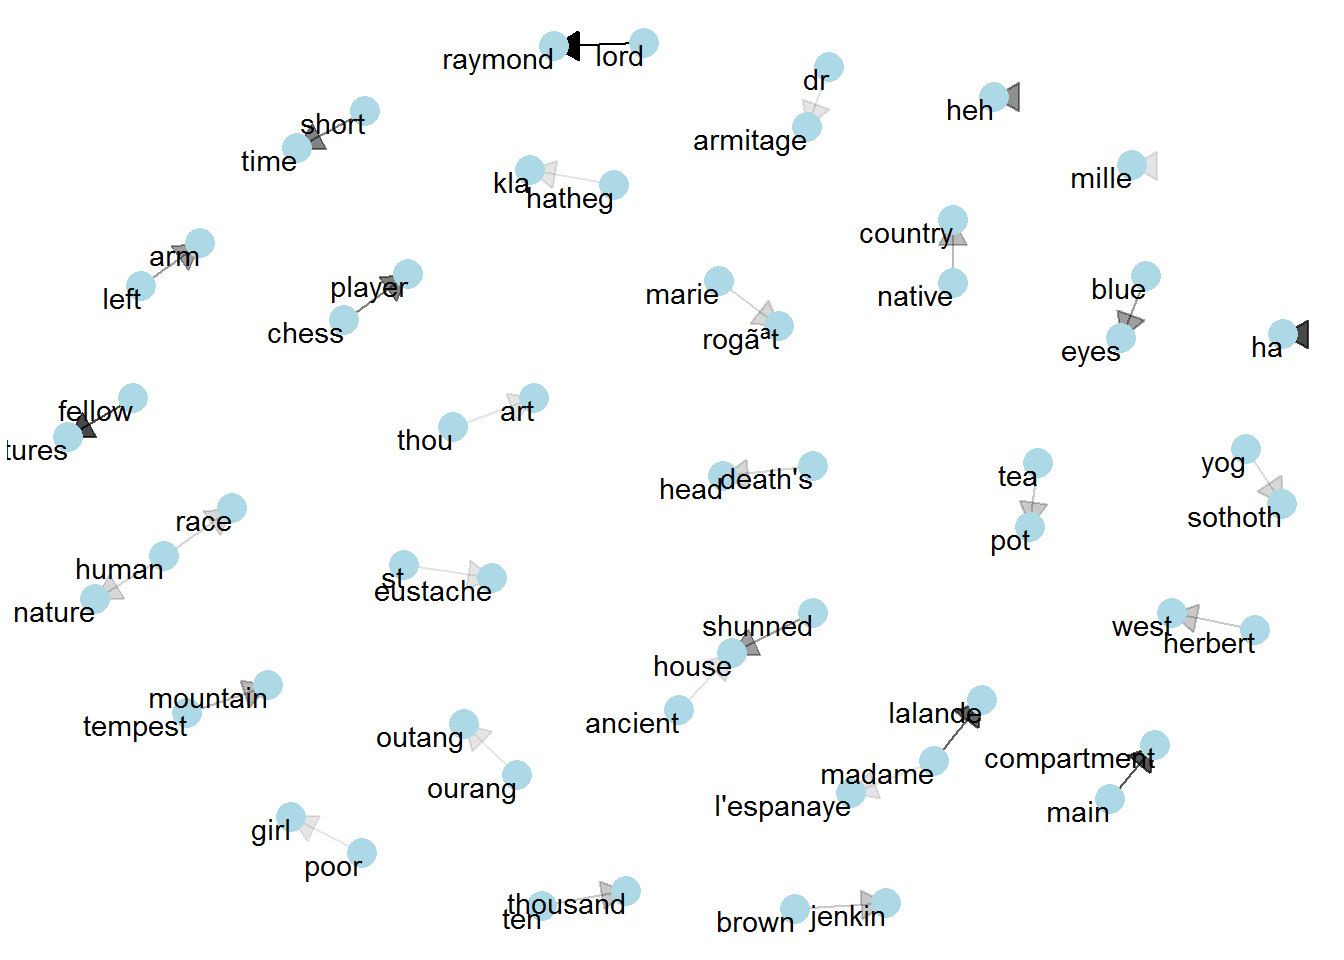 raymond
lord
dr
heh
armitage
short
time
mille
kla
hatheg
country
arm
left
player
chess
marie
native
blue
rogãªt
eyes
ha
fellow
tures
art
thou
yog
head
death's
tea
sothoth
race
pot
human
st
eustache
nature
shunned
west
herbert
house
mountain
tempest
ancient
lalande
outang
compartment
ourang
madame
l'espanaye
main
girl
poor
thousand
ten
brown
jenkin